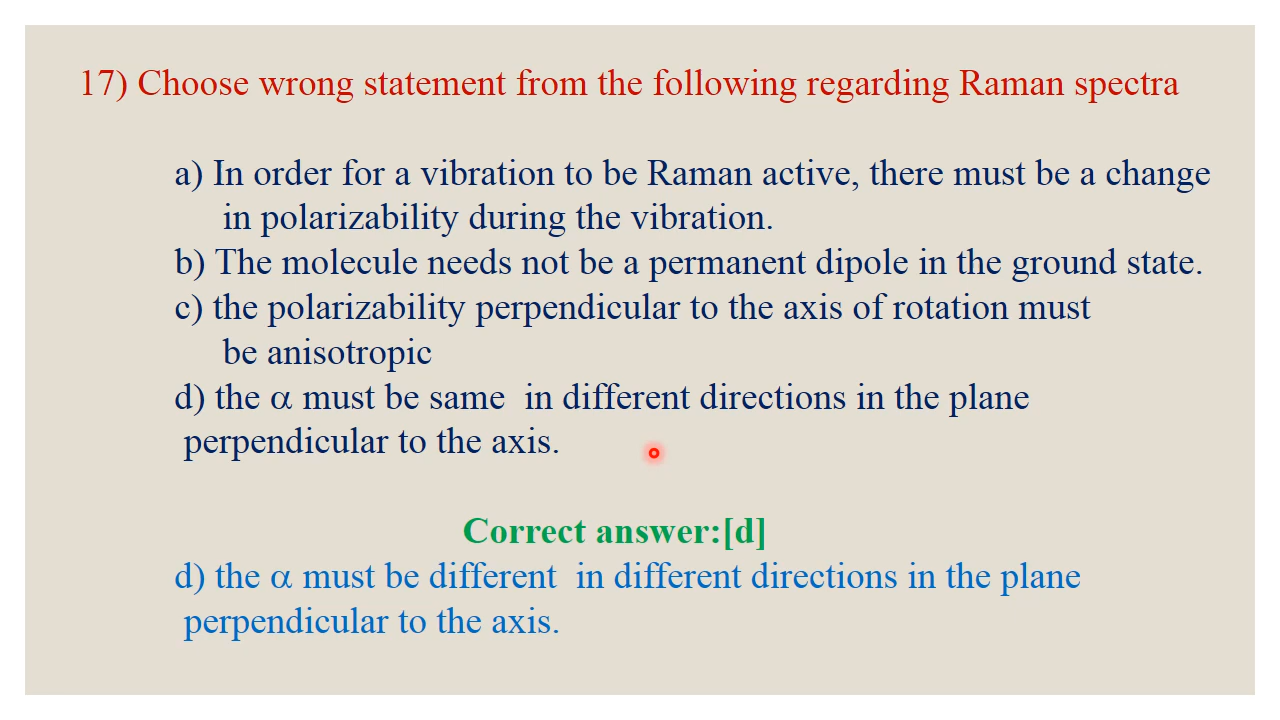 17) Choose wrong statement from the following regarding Raman spectra
a) In order for a vibration to be Raman active, there must be a change
in polarizability during the vibration.
b) The molecule needs not be a permanent dipole in the ground state.
c) the polarizability perpendicular to the axis of rotation must
be anisotropic
d) the α must be same  in different directions in the plane
perpendicular to the axis.
Correct answer:[d]
d) the α must be different  in different directions in the plane
perpendicular to the axis.